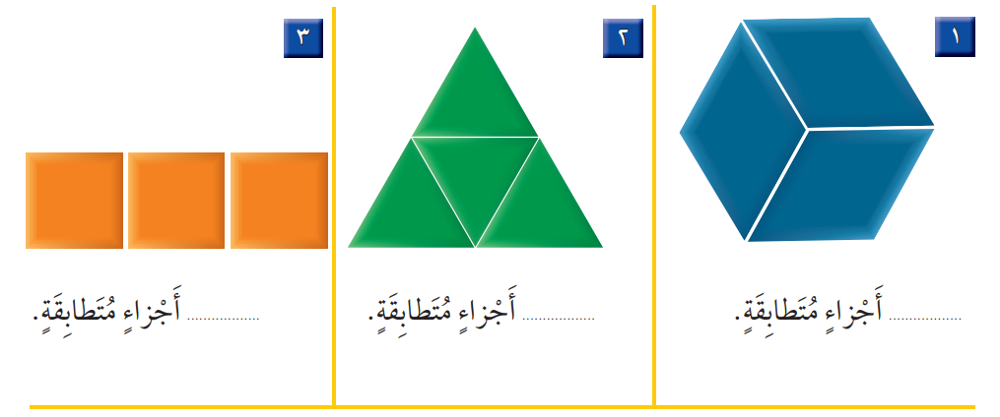 ١
٢
٣
.................. أَجْزاءٍ مُتَطابِقَةٍ.
.................. أَجْزاءٍ مُتَطابِقَةٍ.
.................. أَجْزاءٍ مُتَطابِقَةٍ.